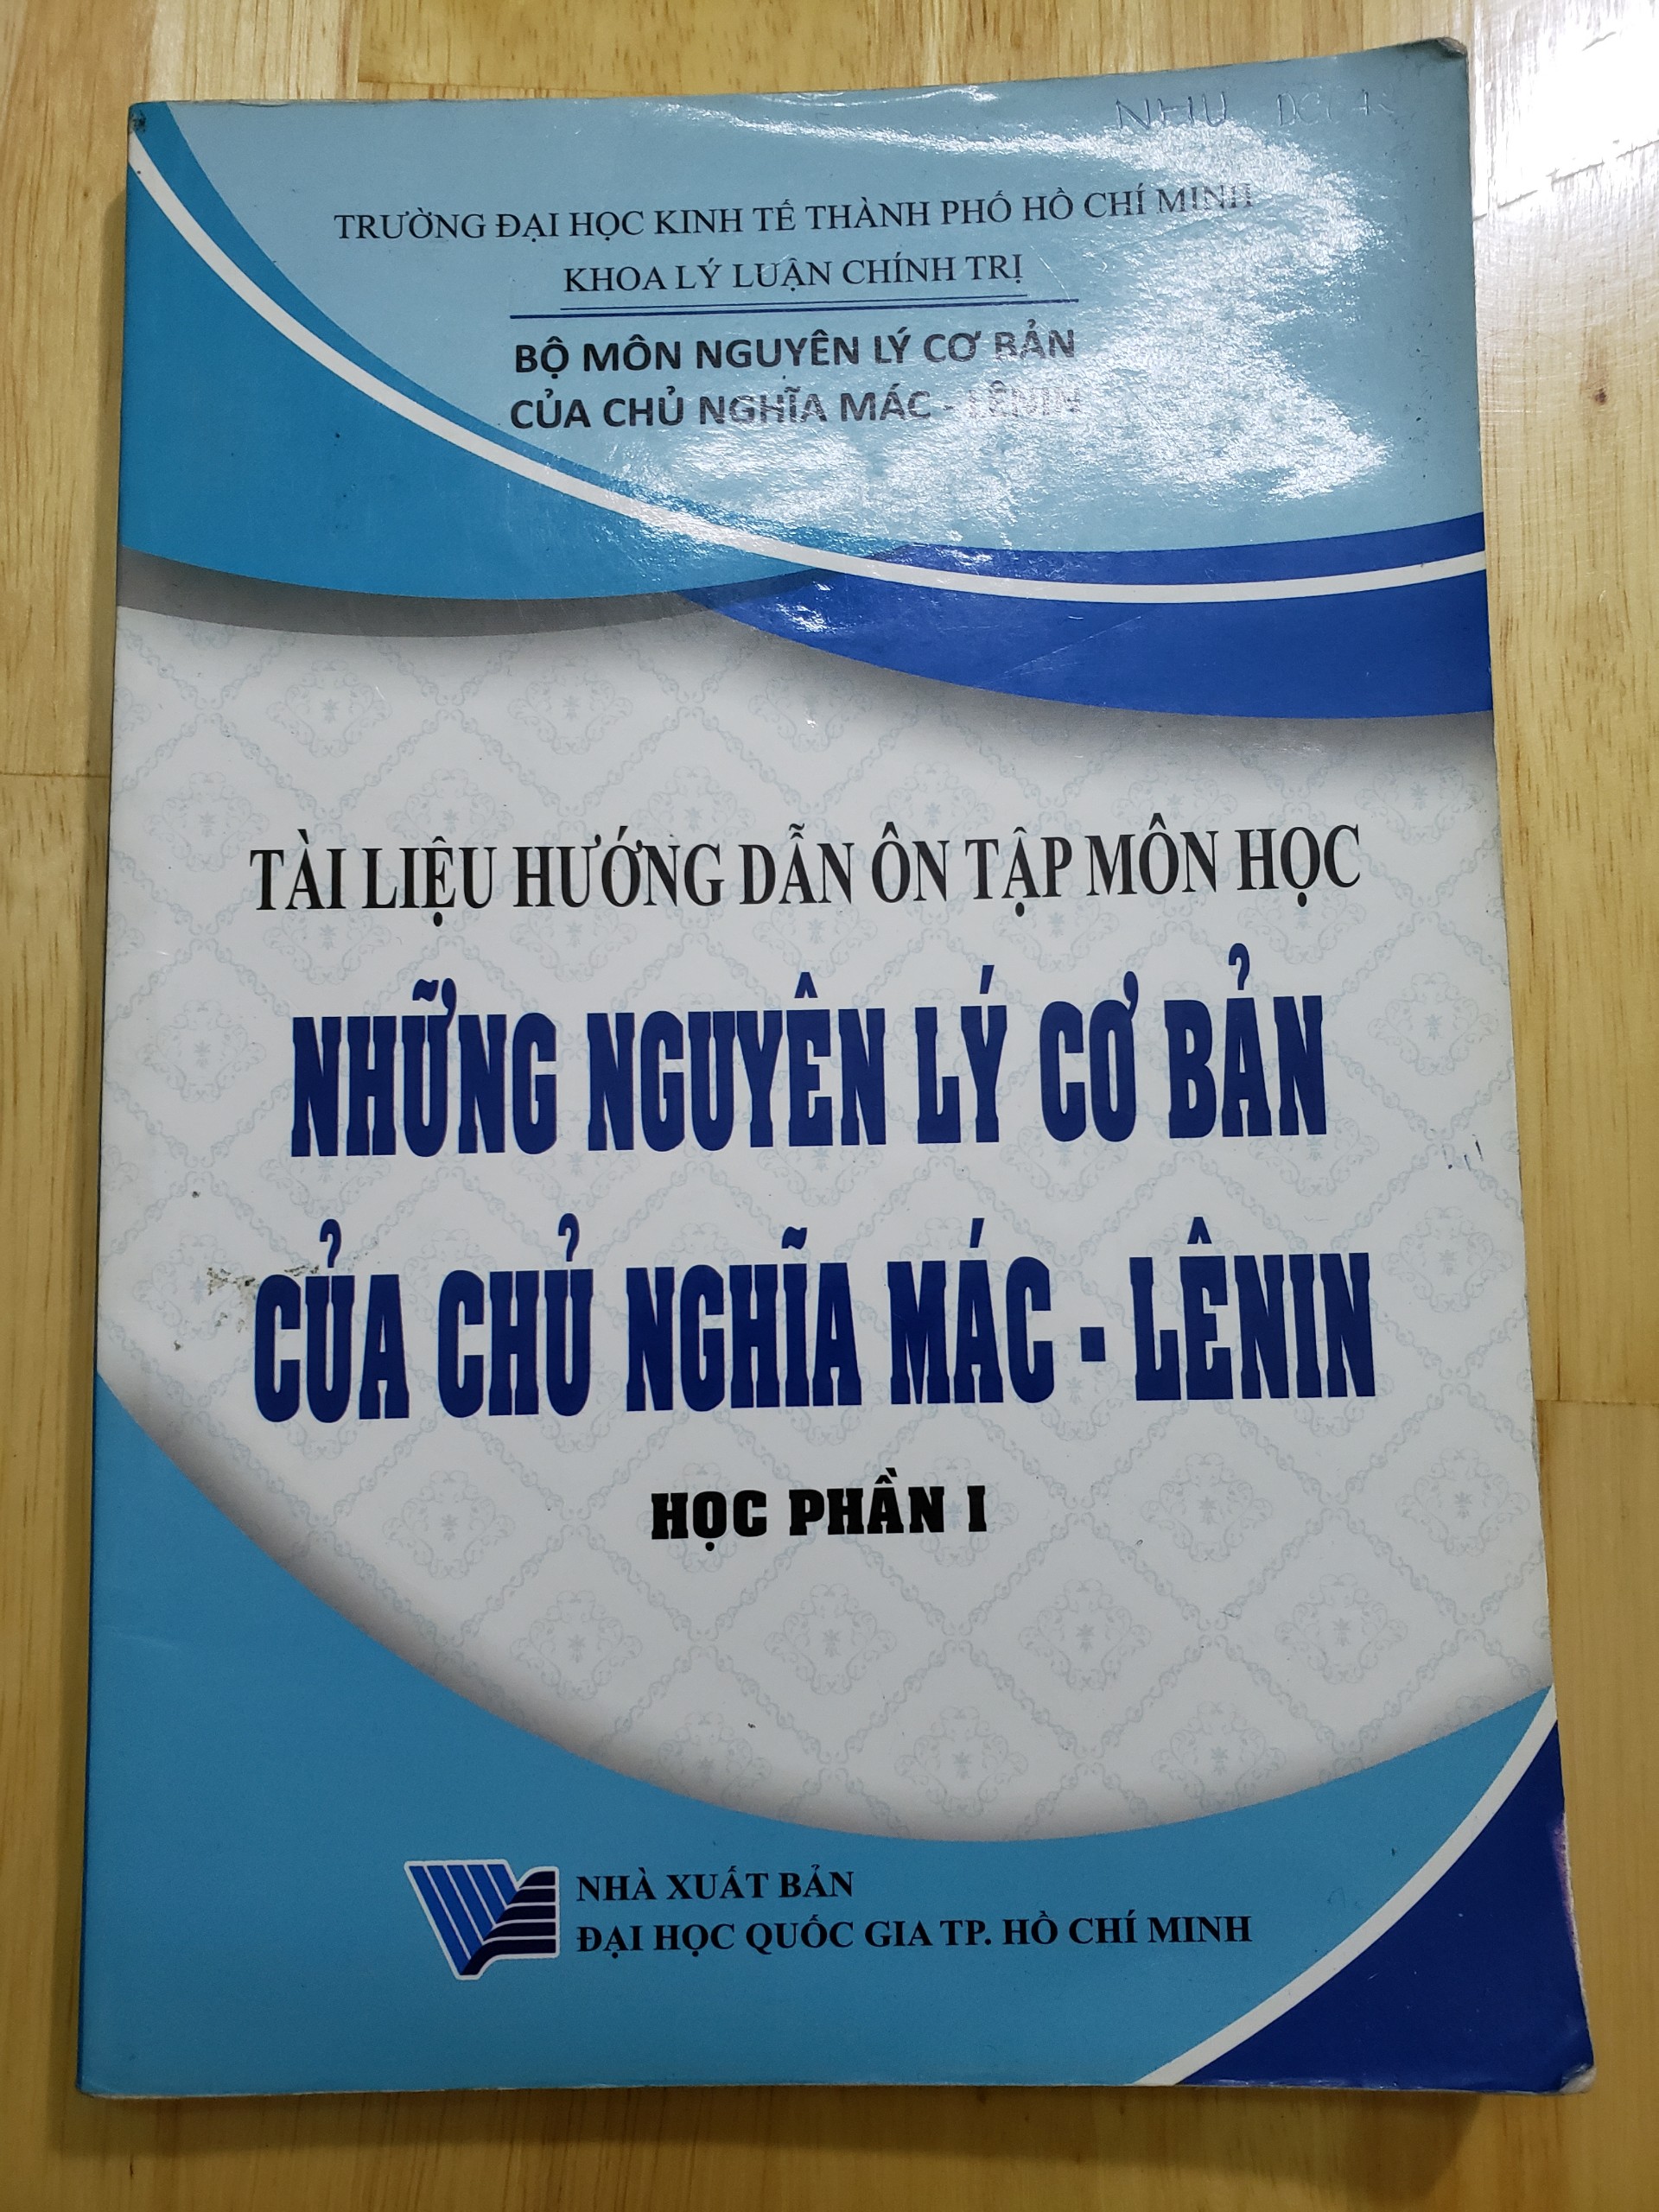 NHU
TRƯỜNG ĐẠI HỌC KINH TẾ THÀNH PHỐ HỒ CHÍ MINH
KHOA LÝ LUẬN CHÍNH TRỊ
BỘ MÔN NGUYÊN LÝ CƠ BẢN
CỦA CHỦ NGHĨA MÁC - LÊNIN
TÀI LIỆU HƯỚNG DẪN ÔN TẬP MÔN HỌC
NHỮNG NGUYÊN LÝ CƠ BẢN
CỦA CHỦ NGHĨA MÁC - LÊNIN
HỌC PHẦN I
NHÀ XUẤT BẢN
ĐẠI HỌC QUỐC GIA TP. HỒ CHÍ MINH